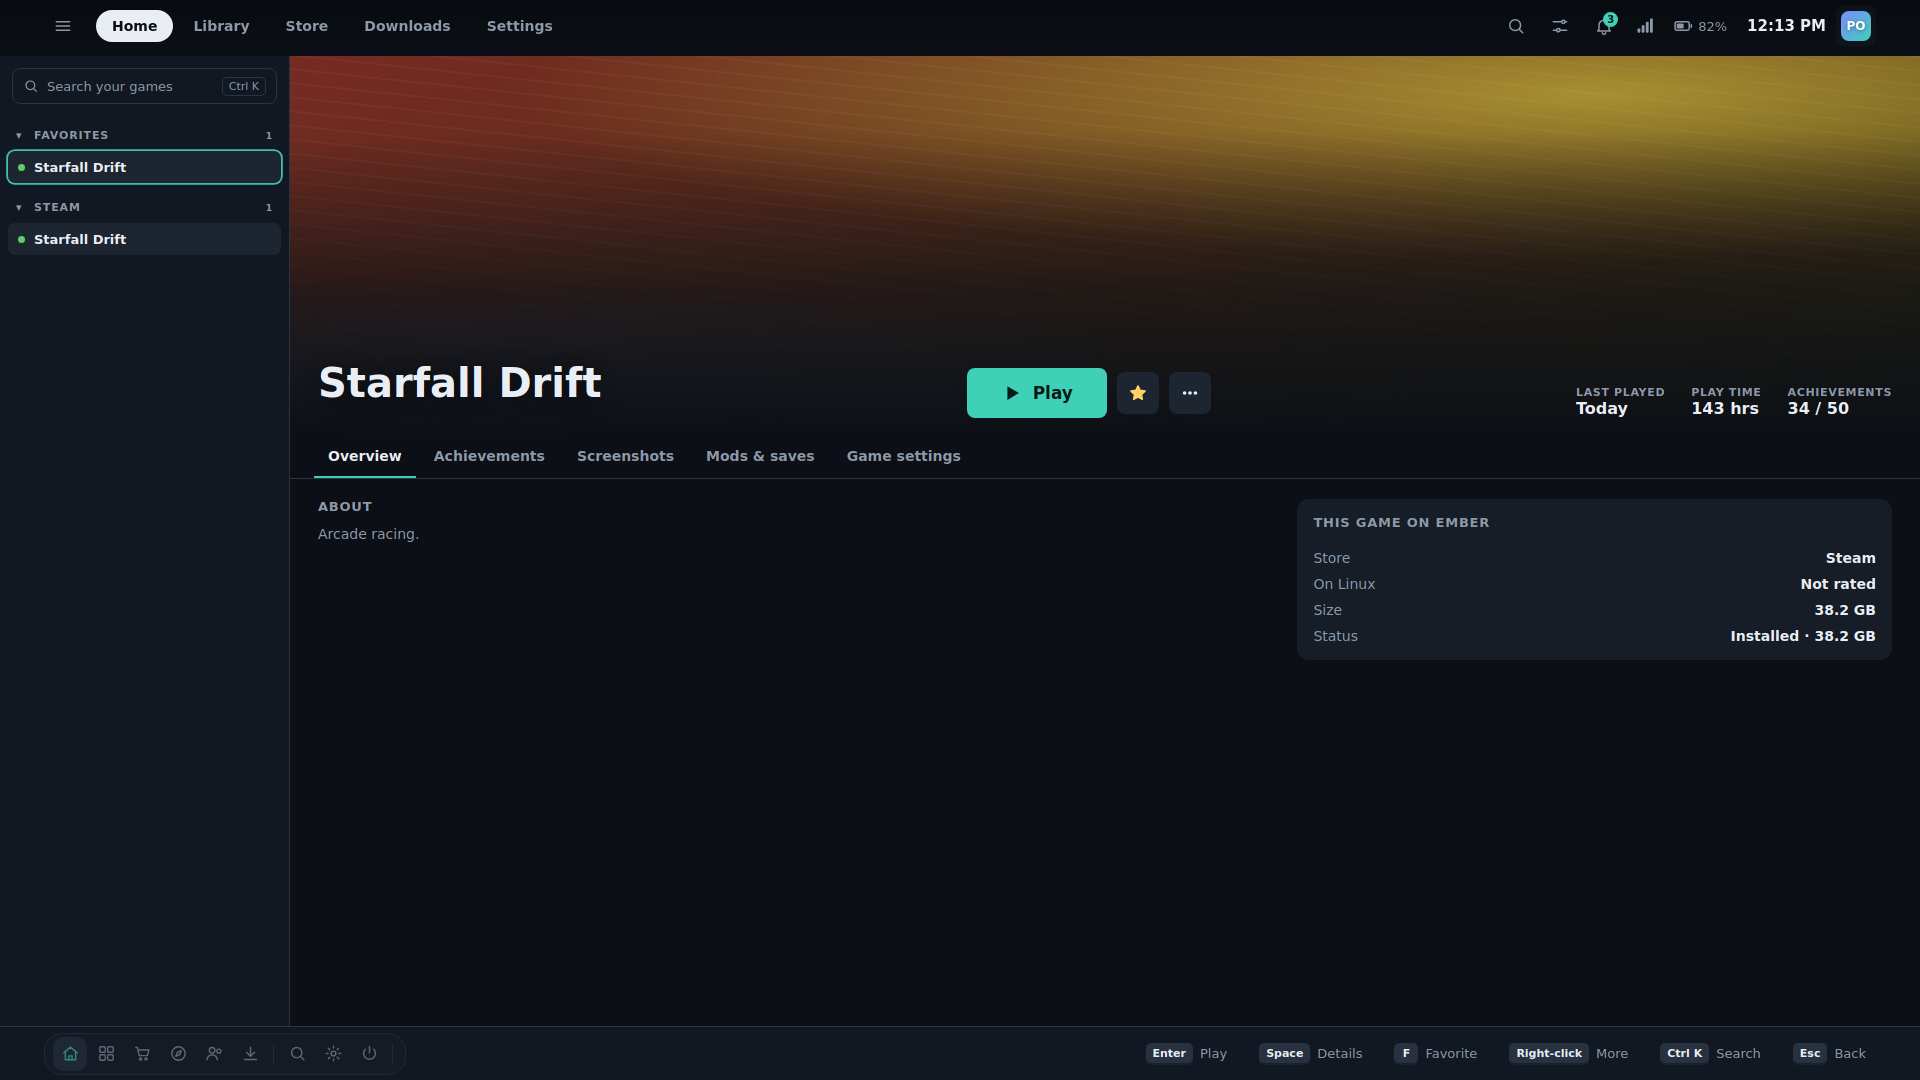 Home Library Store Downloads Settings
3
82% 12:13 PM PO
Search your games Ctrl K
▾ FAVORITES 1
Starfall Drift
▾ STEAM 1
Starfall Drift
Starfall Drift
Play
LAST PLAYED PLAY TIME ACHIEVEMENTS
Today 143 hrs 34 / 50
Overview Achievements Screenshots Mods & saves Game settings
ABOUT
Arcade racing.
THIS GAME ON EMBER
Store Steam
On Linux Not rated
Size 38.2 GB
Status Installed · 38.2 GB
Enter Play Space Details F Favorite Right-click More Ctrl K Search Esc Back